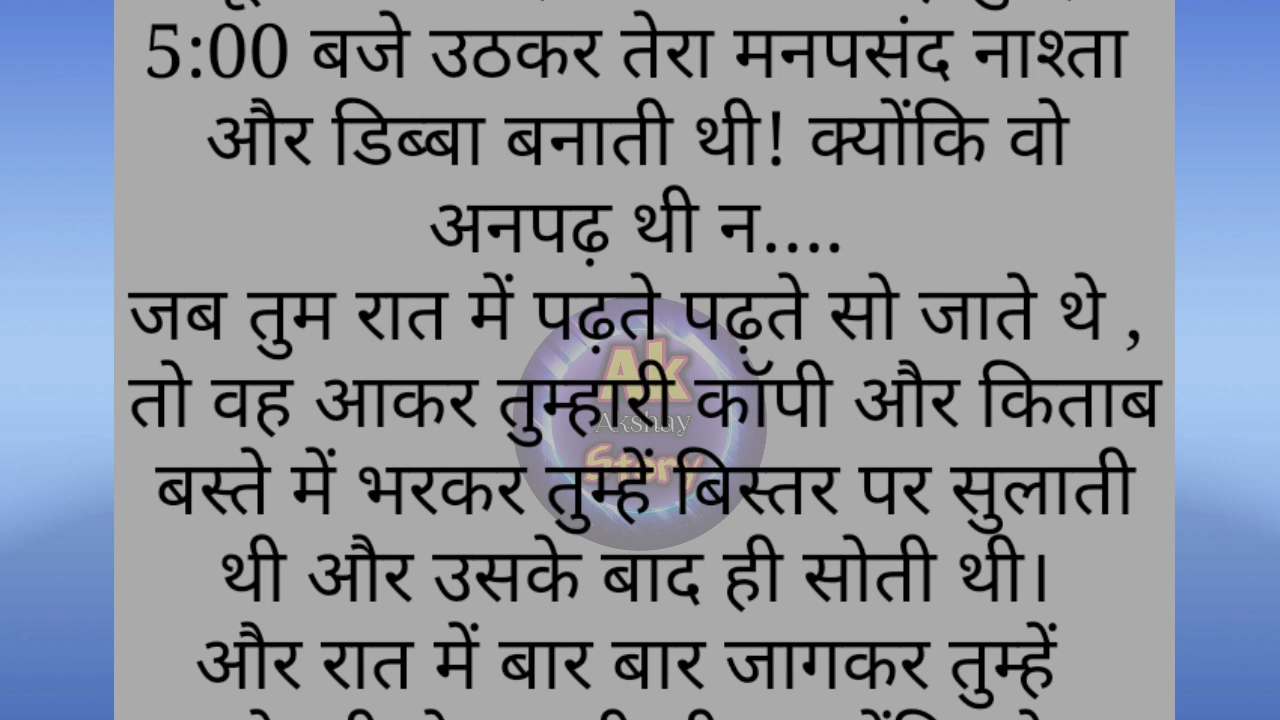 5:00 बजे उठकर तेरा मनपसंद नाश्ता
और डिब्बा बनाती थी! क्योंकि वो
अनपढ़ थी न....
जब तुम रात में पढ़ते पढ़ते सो जाते थे ,
तो वह आकर तुम्हारी कॉपी और किताब
बस्ते में भरकर तुम्हें बिस्तर पर सुलाती
थी और उसके बाद ही सोती थी।
और रात में बार बार जागकर तुम्हें
Ak
Akshay
Story